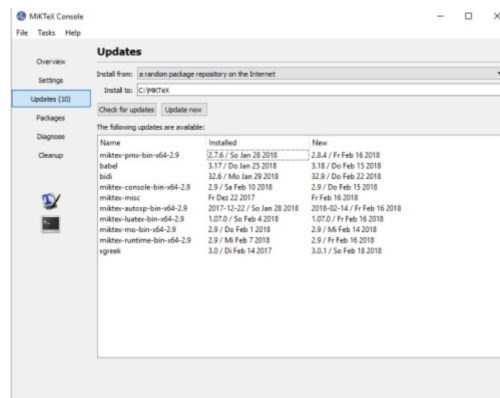 MiKTeX Console
File Tasks Help
Overview
Settings
Updates (10)
Packages
Diagnose
Cleanup
Updates
Install from: a random package repository on the Internet
Install to: C:\MiKTeX
Check for updates Update now
The following updates are available:
Name Installed New
miktex-pmx-bin-x64-2.9 2.7.6 / So Jan 28 2018 2.8.4 / Fr Feb 16 2018
babel 3.17 / Do Jan 25 2018 3.18 / Do Feb 15 2018
bidi 32.6 / Mo Jan 29 2018 32.9 / Do Feb 22 2018
miktex-console-bin-x64-2.9 2.9 / Sa Feb 10 2018 2.9 / Do Feb 15 2018
miktex-misc Fr Dez 22 2017 Fr Feb 16 2018
miktex-autosp-bin-x64-2.9 2017-12-22 / So Jan 28 2018 2018-02-14 / Fr Feb 16 2018
miktex-luatex-bin-x64-2.9 1.07.0 / So Feb 4 2018 1.07.0 / Fr Feb 16 2018
miktex-mo-bin-x64-2.9 2.9 / Do Feb 1 2018 2.9 / Mi Feb 14 2018
miktex-runtime-bin-x64-2.9 2.9 / Mi Feb 7 2018 2.9 / Fr Feb 16 2018
xgreek 3.0 / Di Feb 14 2017 3.0.1 / So Feb 18 2018